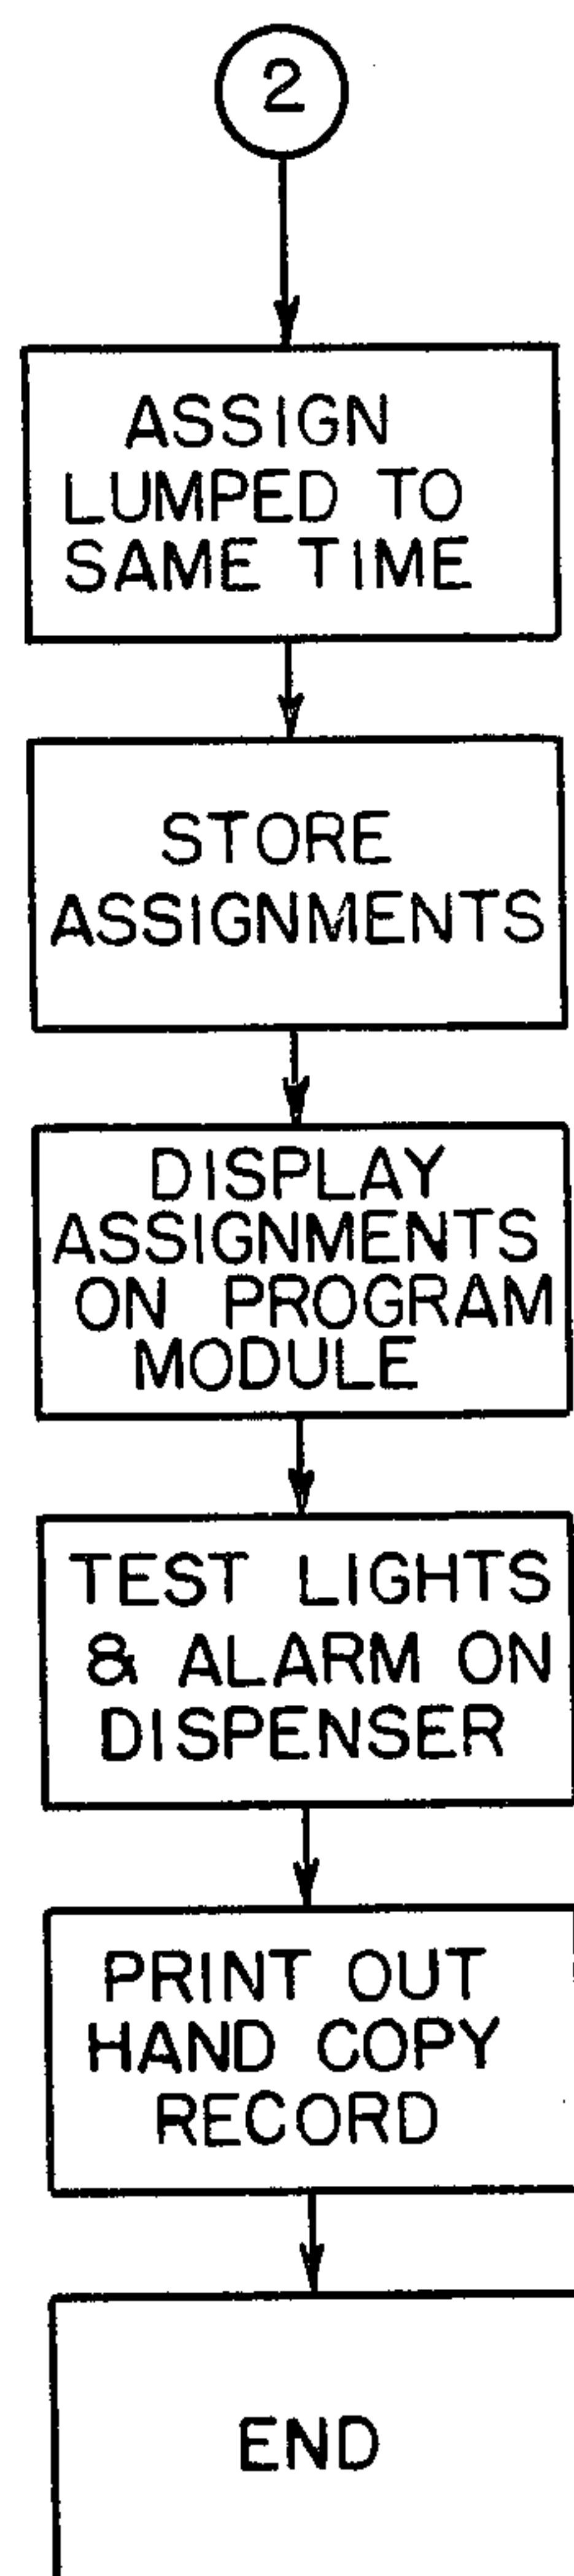 2
ASSIGN
LUMPED TO
SAME TIME
STORE
ASSIGNMENTS
DISPLAY
ASSIGNMENTS
ON PROGRAM
MODULE
TEST LIGHTS
& ALARM ON
DISPENSER
PRINT OUT
HAND COPY
RECORD
END